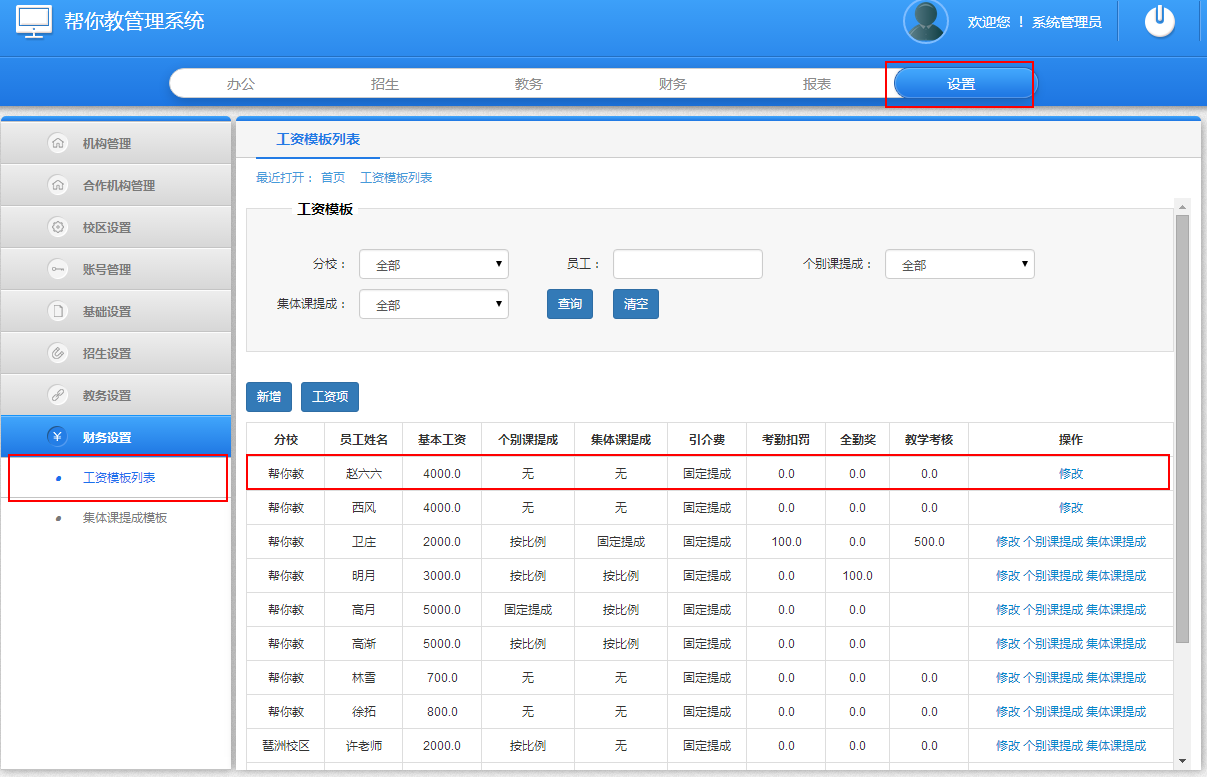 帮你教管理系统
欢迎您 ！ 系统管理员
办公 招生 教务 财务 报表 设置
机构管理
合作机构管理
校区设置
账号管理
基础设置
招生设置
教务设置
财务设置
工资模板列表
集体课提成模板
工资模板列表
最近打开： 首页 工资模板列表
工资模板
分校： 全部 员工： 个别课提成： 全部
集体课提成： 全部 查询 清空
新增 工资项
分校 员工姓名 基本工资 个别课提成 集体课提成 引介费 考勤扣罚 全勤奖 教学考核 操作
帮你教 赵六六 4000.0 无 无 固定提成 0.0 0.0 0.0 修改
帮你教 西风 4000.0 无 无 固定提成 0.0 0.0 0.0 修改
帮你教 卫庄 2000.0 按比例 固定提成 固定提成 100.0 0.0 500.0 修改 个别课提成 集体课提成
帮你教 明月 3000.0 按比例 按比例 固定提成 0.0 100.0 修改 个别课提成 集体课提成
帮你教 高月 5000.0 固定提成 按比例 固定提成 0.0 0.0 修改 个别课提成 集体课提成
帮你教 高渐 5000.0 按比例 按比例 固定提成 0.0 0.0 修改 个别课提成 集体课提成
帮你教 林雪 700.0 无 无 固定提成 0.0 0.0 0.0 修改 个别课提成 集体课提成
帮你教 徐拓 800.0 无 无 固定提成 0.0 0.0 0.0 修改 个别课提成 集体课提成
琶洲校区 许老师 2000.0 按比例 无 固定提成 0.0 0.0 0.0 修改 个别课提成 集体课提成